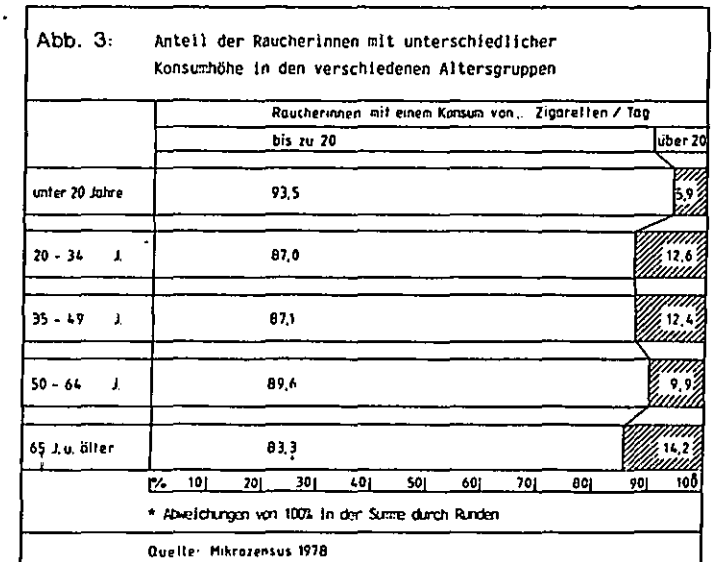 Abb. 3: Anteil der Raucherinnen mit unterschiedlicher
Konsumhöhe in den verschiedenen Altersgruppen
Raucherinnen mit einem Konsum von.. Zigaretten / Tag
bis zu 20 über 20
unter 20 Jahre 93,5 5,9
20 - 34 J. 87,0 12,6
35 - 49 J. 87,1 12,4
50 - 64 J. 89,6 9,9
65 J. u. älter 83,3 14,2
% 10 20 30 40 50 60 70 80 90 100
* Abweichungen von 100% in der Summe durch Runden
Quelle: Mikrozensus 1978